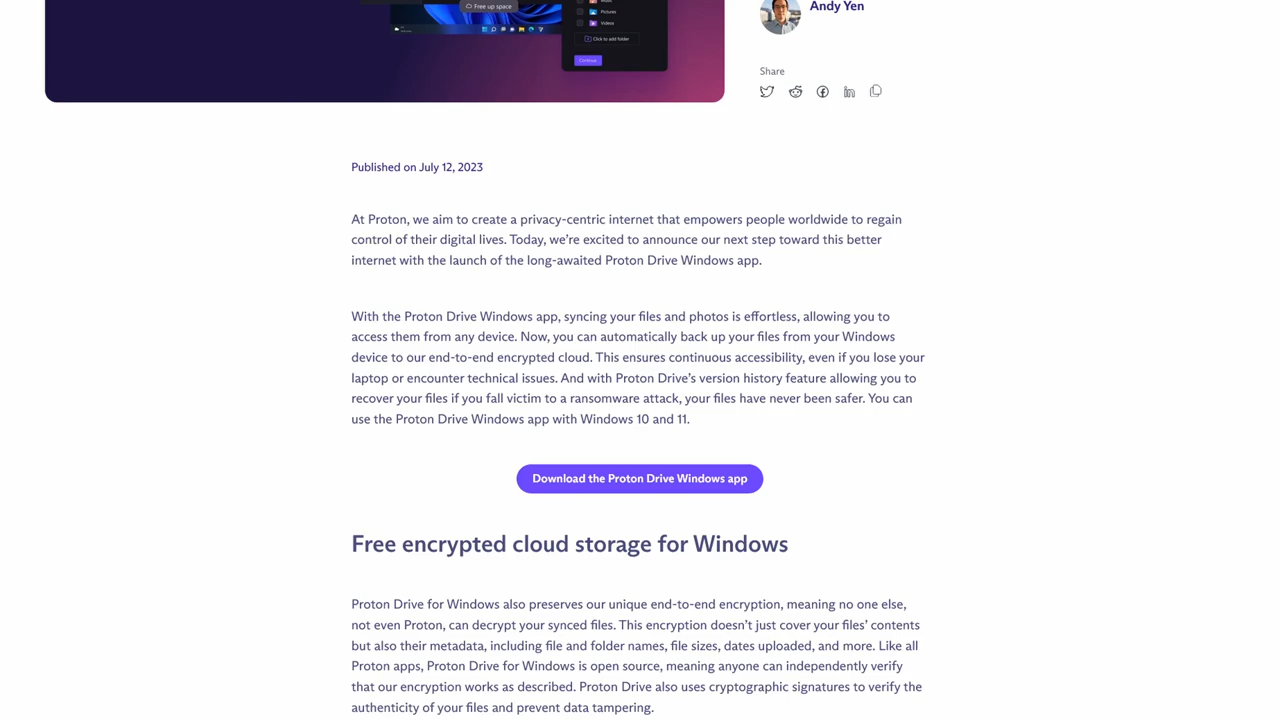 Free up space
Music
Pictures
Videos
Click to add folder
Continue
Andy Yen
Share
Published on July 12, 2023
At Proton, we aim to create a privacy-centric internet that empowers people worldwide to regain
control of their digital lives. Today, we’re excited to announce our next step toward this better
internet with the launch of the long-awaited Proton Drive Windows app.
With the Proton Drive Windows app, syncing your files and photos is effortless, allowing you to
access them from any device. Now, you can automatically back up your files from your Windows
device to our end-to-end encrypted cloud. This ensures continuous accessibility, even if you lose your
laptop or encounter technical issues. And with Proton Drive’s version history feature allowing you to
recover your files if you fall victim to a ransomware attack, your files have never been safer. You can
use the Proton Drive Windows app with Windows 10 and 11.
Download the Proton Drive Windows app
Free encrypted cloud storage for Windows
Proton Drive for Windows also preserves our unique end-to-end encryption, meaning no one else,
not even Proton, can decrypt your synced files. This encryption doesn’t just cover your files’ contents
but also their metadata, including file and folder names, file sizes, dates uploaded, and more. Like all
Proton apps, Proton Drive for Windows is open source, meaning anyone can independently verify
that our encryption works as described. Proton Drive also uses cryptographic signatures to verify the
authenticity of your files and prevent data tampering.